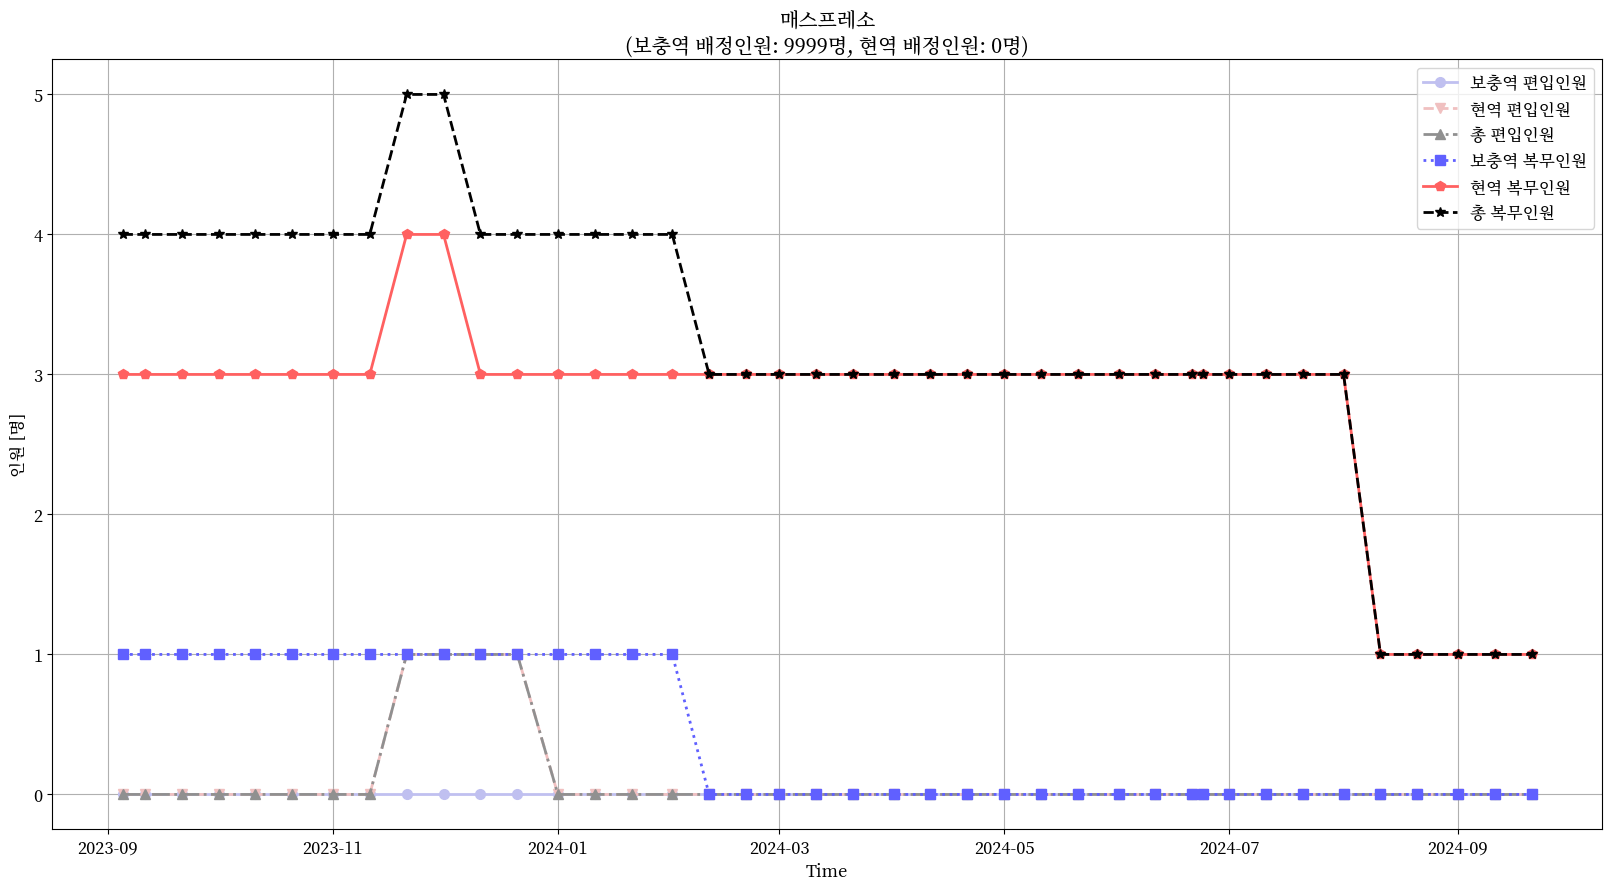 매스프레소
(보충역 배정인원: 9999명, 현역 배정인원: 0명)
보충역 편입인원
현역 편입인원
총 편입인원
보충역 복무인원
현역 복무인원
총 복무인원
5
4
3
2
1
0
인원 [명]
2023-09
2023-11
2024-01
2024-03
2024-05
2024-07
2024-09
Time